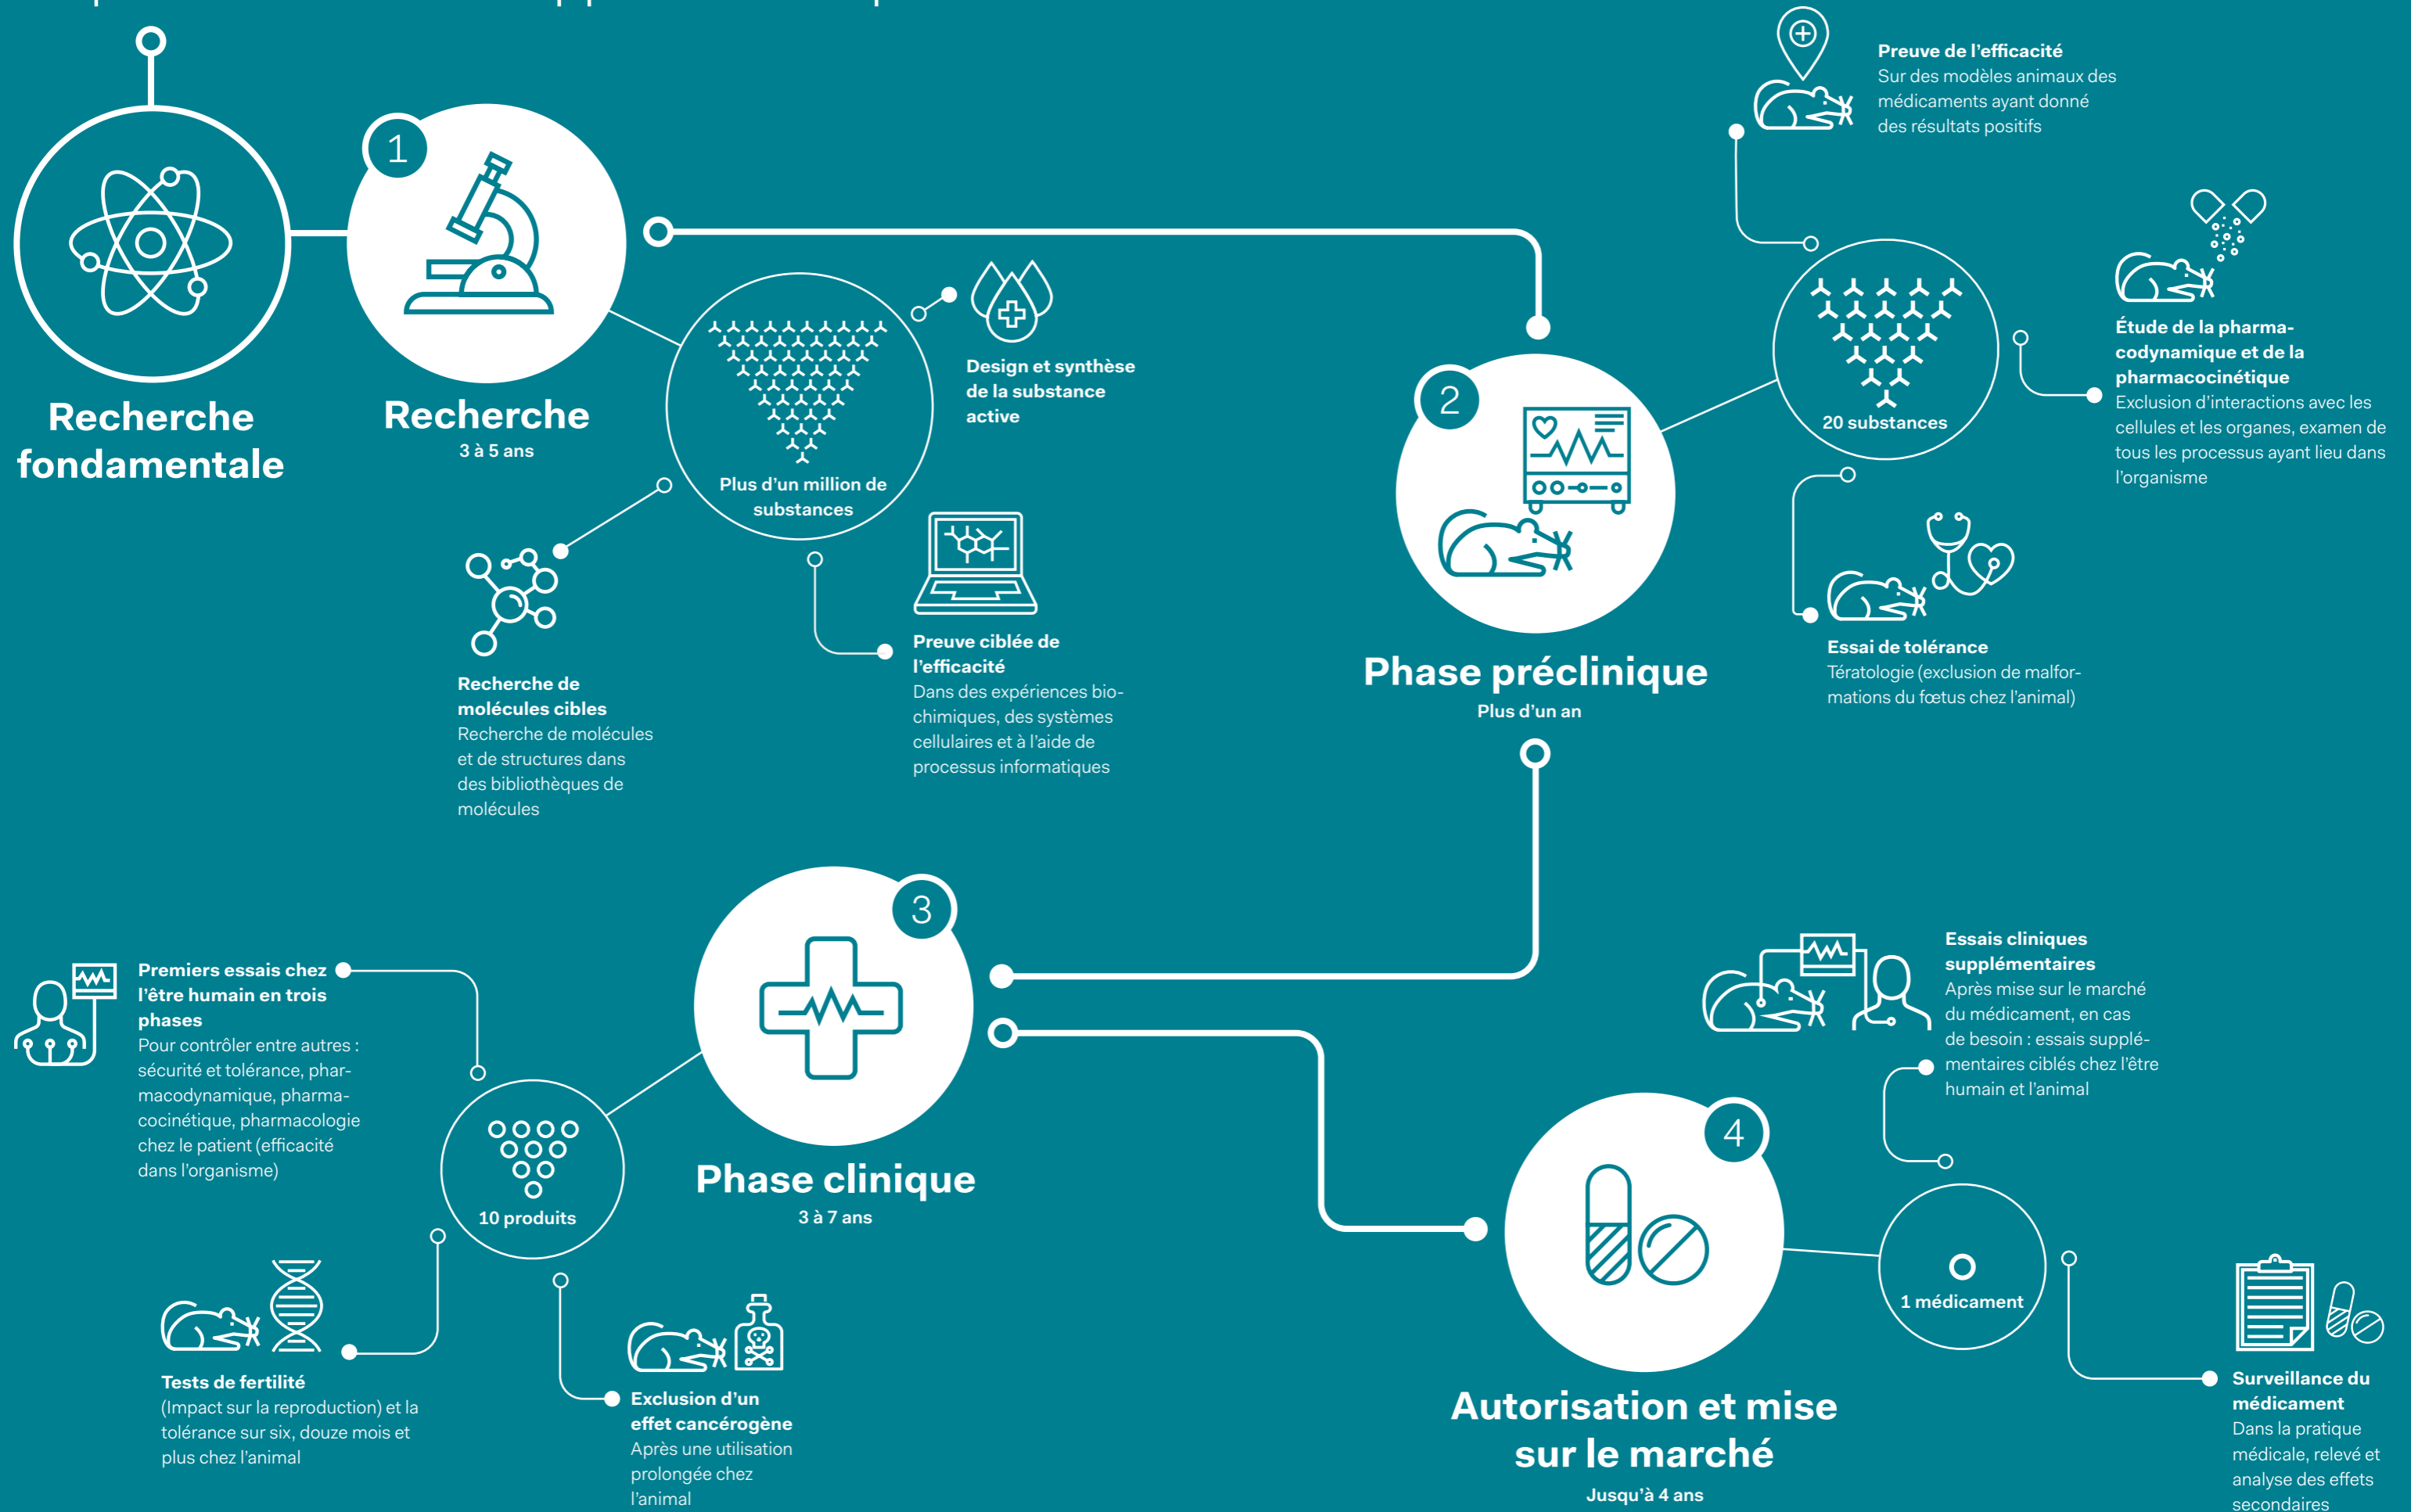 Recherche
fondamentale
1
Recherche
3 à 5 ans
Plus d’un million de
substances
Design et synthèse
de la substance
active
Recherche de
molécules cibles
Recherche de molécules
et de structures dans
des bibliothèques de
molécules
Preuve ciblée de
l’efficacité
Dans des expériences bio-
chimiques, des systèmes
cellulaires et à l’aide de
processus informatiques
2
Phase préclinique
Plus d’un an
20 substances
Preuve de l’efficacité
Sur des modèles animaux des
médicaments ayant donné
des résultats positifs
Étude de la pharma-
codynamique et de la
pharmacocinétique
Exclusion d’interactions avec les
cellules et les organes, examen de
tous les processus ayant lieu dans
l’organisme
Essai de tolérance
Tératologie (exclusion de malfor-
mations du fœtus chez l’animal)
3
Phase clinique
3 à 7 ans
10 produits
Premiers essais chez
l’être humain en trois
phases
Pour contrôler entre autres :
sécurité et tolérance, phar-
macodynamique, pharma-
cocinétique, pharmacologie
chez le patient (efficacité
dans l’organisme)
Tests de fertilité
(Impact sur la reproduction) et la
tolérance sur six, douze mois et
plus chez l’animal
Exclusion d’un
effet cancérogène
Après une utilisation
prolongée chez
l’animal
4
Autorisation et mise
sur le marché
Jusqu’à 4 ans
1 médicament
Essais cliniques
supplémentaires
Après mise sur le marché
du médicament, en cas
de besoin : essais supplé-
mentaires ciblés chez l’être
humain et l’animal
Surveillance du
médicament
Dans la pratique
médicale, relevé et
analyse des effets
secondaires